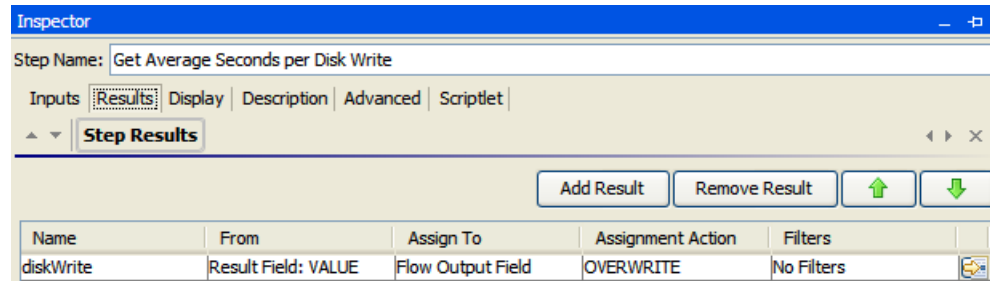 Inspector
Step Name: Get Average Seconds per Disk Write
Inputs Results Display Description Advanced Scriptlet
Step Results
Add Result Remove Result
Name From Assign To Assignment Action Filters
diskWrite Result Field: VALUE Flow Output Field OVERWRITE No Filters